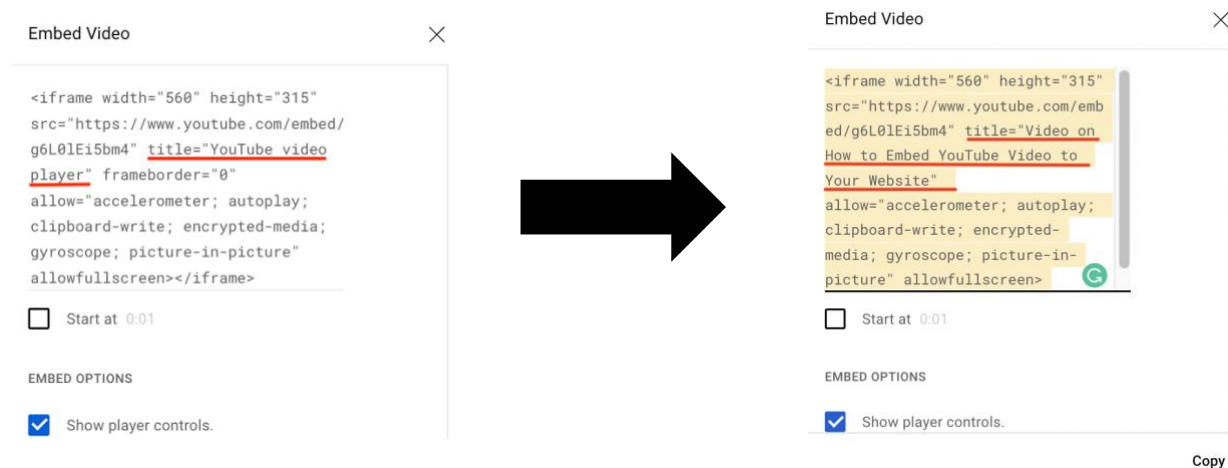 Embed Video
<iframe width="560" height="315"
src="https://www.youtube.com/embed/
g6L0lEi5bm4" title="YouTube video
player" frameborder="0"
allow="accelerometer; autoplay;
clipboard-write; encrypted-media;
gyroscope; picture-in-picture"
allowfullscreen></iframe>
Start at 0:01
EMBED OPTIONS
Show player controls.
Embed Video
<iframe width="560" height="315"
src="https://www.youtube.com/emb
ed/g6L0lEi5bm4" title="Video on
How to Embed YouTube Video to
Your Website"
allow="accelerometer; autoplay;
clipboard-write; encrypted-
media; gyroscope; picture-in-
picture" allowfullscreen>
Start at 0:01
EMBED OPTIONS
Show player controls.
Copy